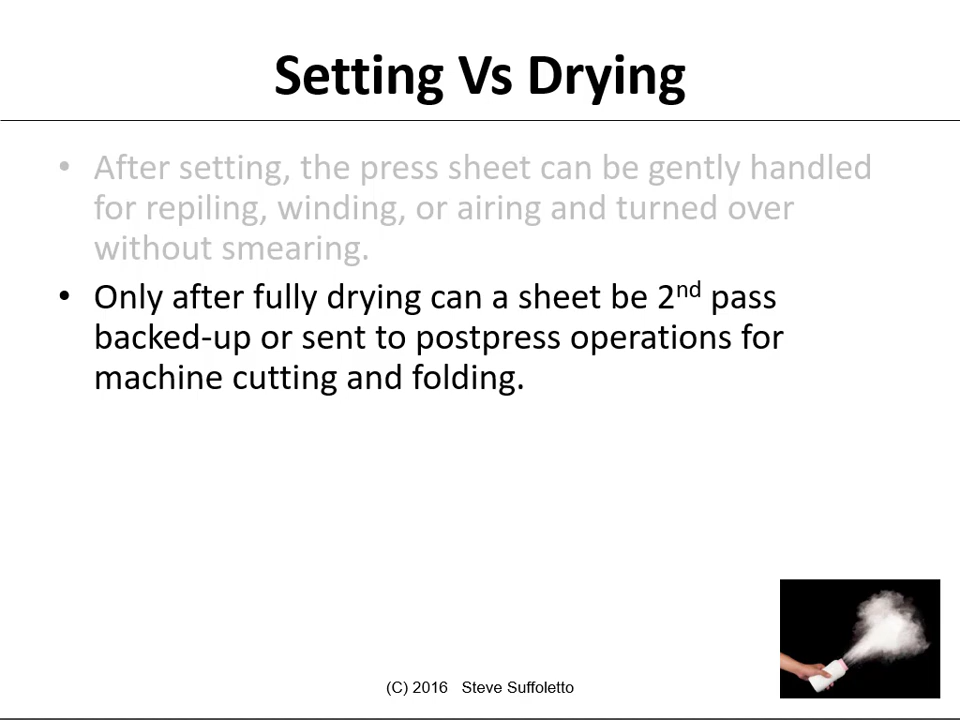 Setting Vs Drying
• After setting, the press sheet can be gently handled
for repiling, winding, or airing and turned over
without smearing.
• Only after fully drying can a sheet be 2nd pass
backed-up or sent to postpress operations for
machine cutting and folding.
(C) 2016 Steve Suffoletto